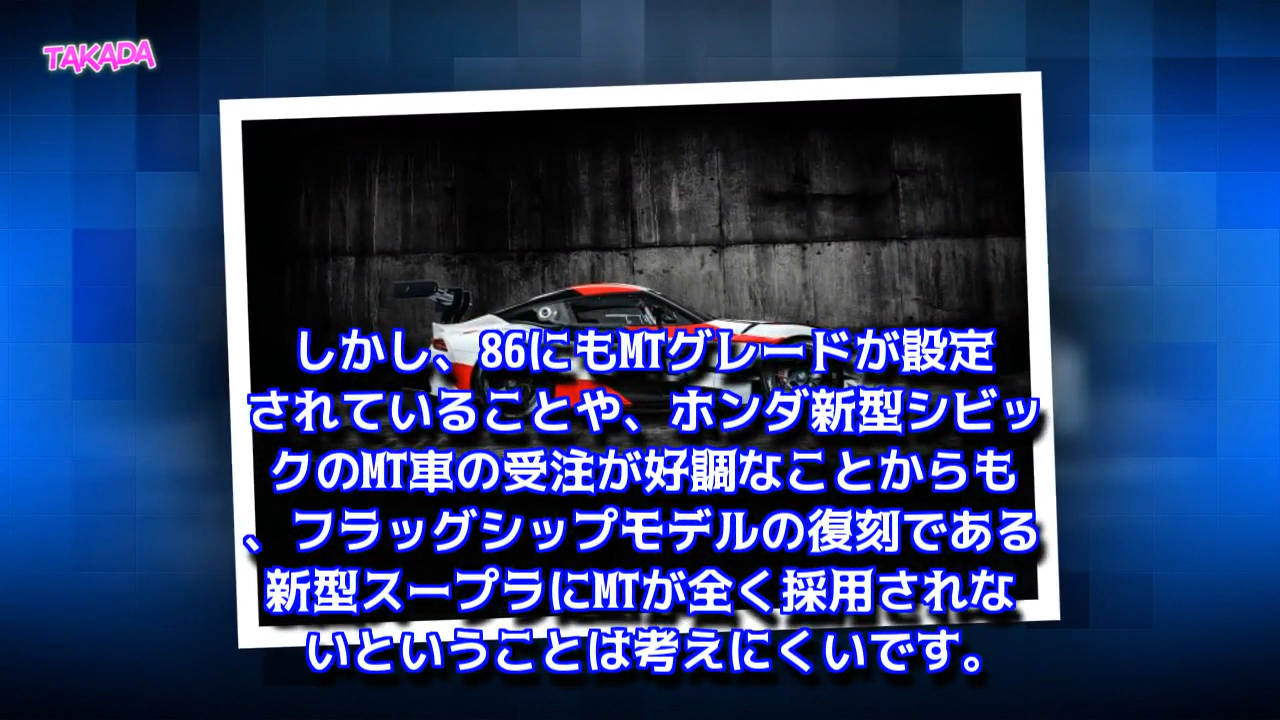 TAKADA
しかし、86にもMTグレードが設定
されていることや、ホンダ新型シビッ
クのMT車の受注が好調なことからも
、フラッグシップモデルの復刻である
新型スープラにMTが全く採用されな
いということは考えにくいです。